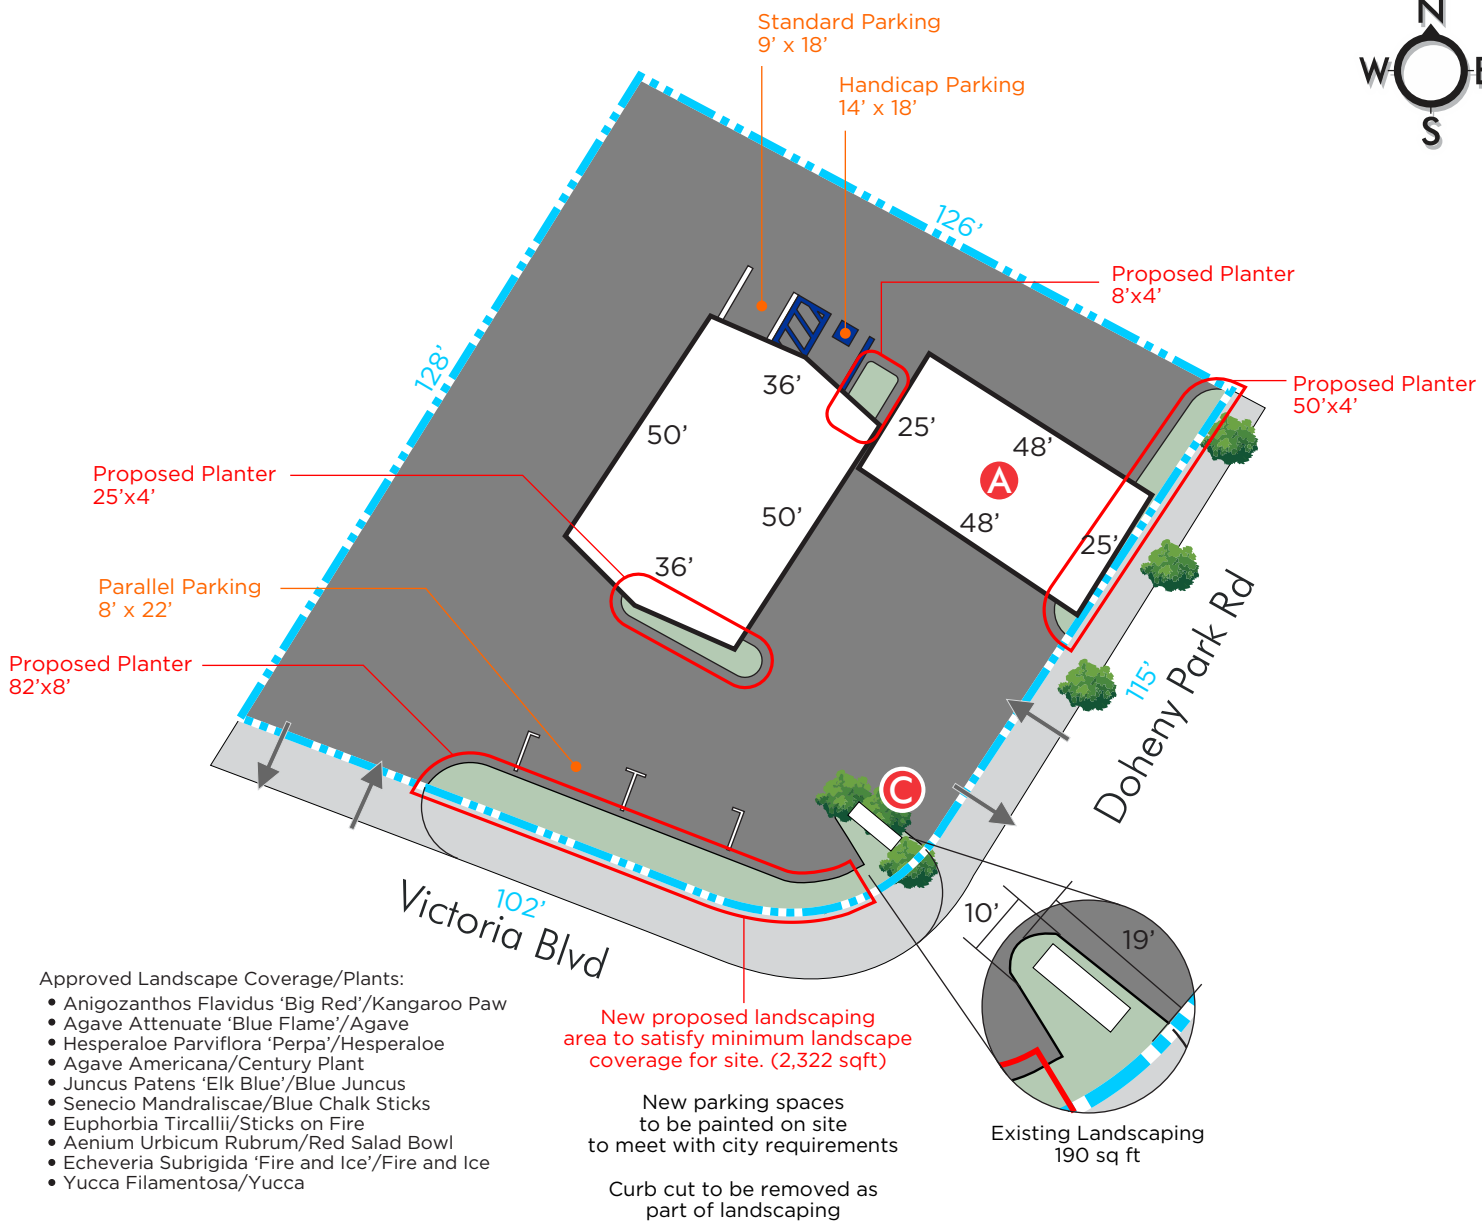 N
W
E
S
Standard Parking
9’ x 18’
Handicap Parking
14’ x 18’
126’
Proposed Planter
8’x4’
Proposed Planter
50’x4’
128’
36’
50’
25’
48’
A
48’
25’
50’
36’
Proposed Planter
25’x4’
Parallel Parking
8’ x 22’
Proposed Planter
82’x8’
115’
Doheny Park Rd
C
102’
Victoria Blvd
10’
19’
Existing Landscaping
190 sq ft
New proposed landscaping
area to satisfy minimum landscape
coverage for site. (2,322 sqft)
New parking spaces
to be painted on site
to meet with city requirements
Curb cut to be removed as
part of landscaping
Approved Landscape Coverage/Plants:
• Anigozanthos Flavidus ‘Big Red’/Kangaroo Paw
• Agave Attenuate ‘Blue Flame’/Agave
• Hesperaloe Parviflora ‘Perpa’/Hesperaloe
• Agave Americana/Century Plant
• Juncus Patens ‘Elk Blue’/Blue Juncus
• Senecio Mandraliscae/Blue Chalk Sticks
• Euphorbia Tircallii/Sticks on Fire
• Aenium Urbicum Rubrum/Red Salad Bowl
• Echeveria Subrigida ‘Fire and Ice’/Fire and Ice
• Yucca Filamentosa/Yucca